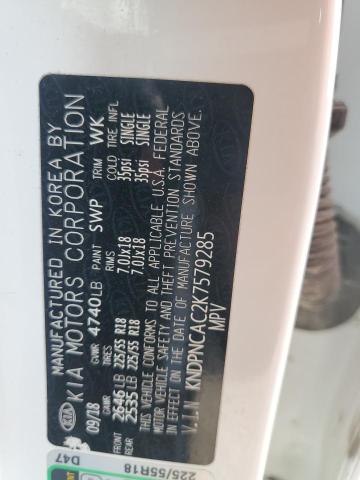 MANUFACTURED IN KOREA BY
KIA KIA MOTORS CORPORATION
09/18 GVWR 4740LB PAINT SWP TRIM WK
GAWR TIRES RIMS COLD TIRE INFL
FRONT 2646LB 225/55 R18 7.0Jx18 35psi SINGLE
REAR 2535LB 225/55 R18 7.0Jx18 35psi SINGLE
THIS VEHICLE CONFORMS TO ALL APPLICABLE U.S.A. FEDERAL
MOTOR VEHICLE SAFETY, BUMPER, AND THEFT PREVENTION STANDARDS
IN EFFECT ON THE DATE OF MANUFACTURE SHOWN ABOVE.
V.I.N KNDPNCAC2K7579285
MPV
D47
225/55R18